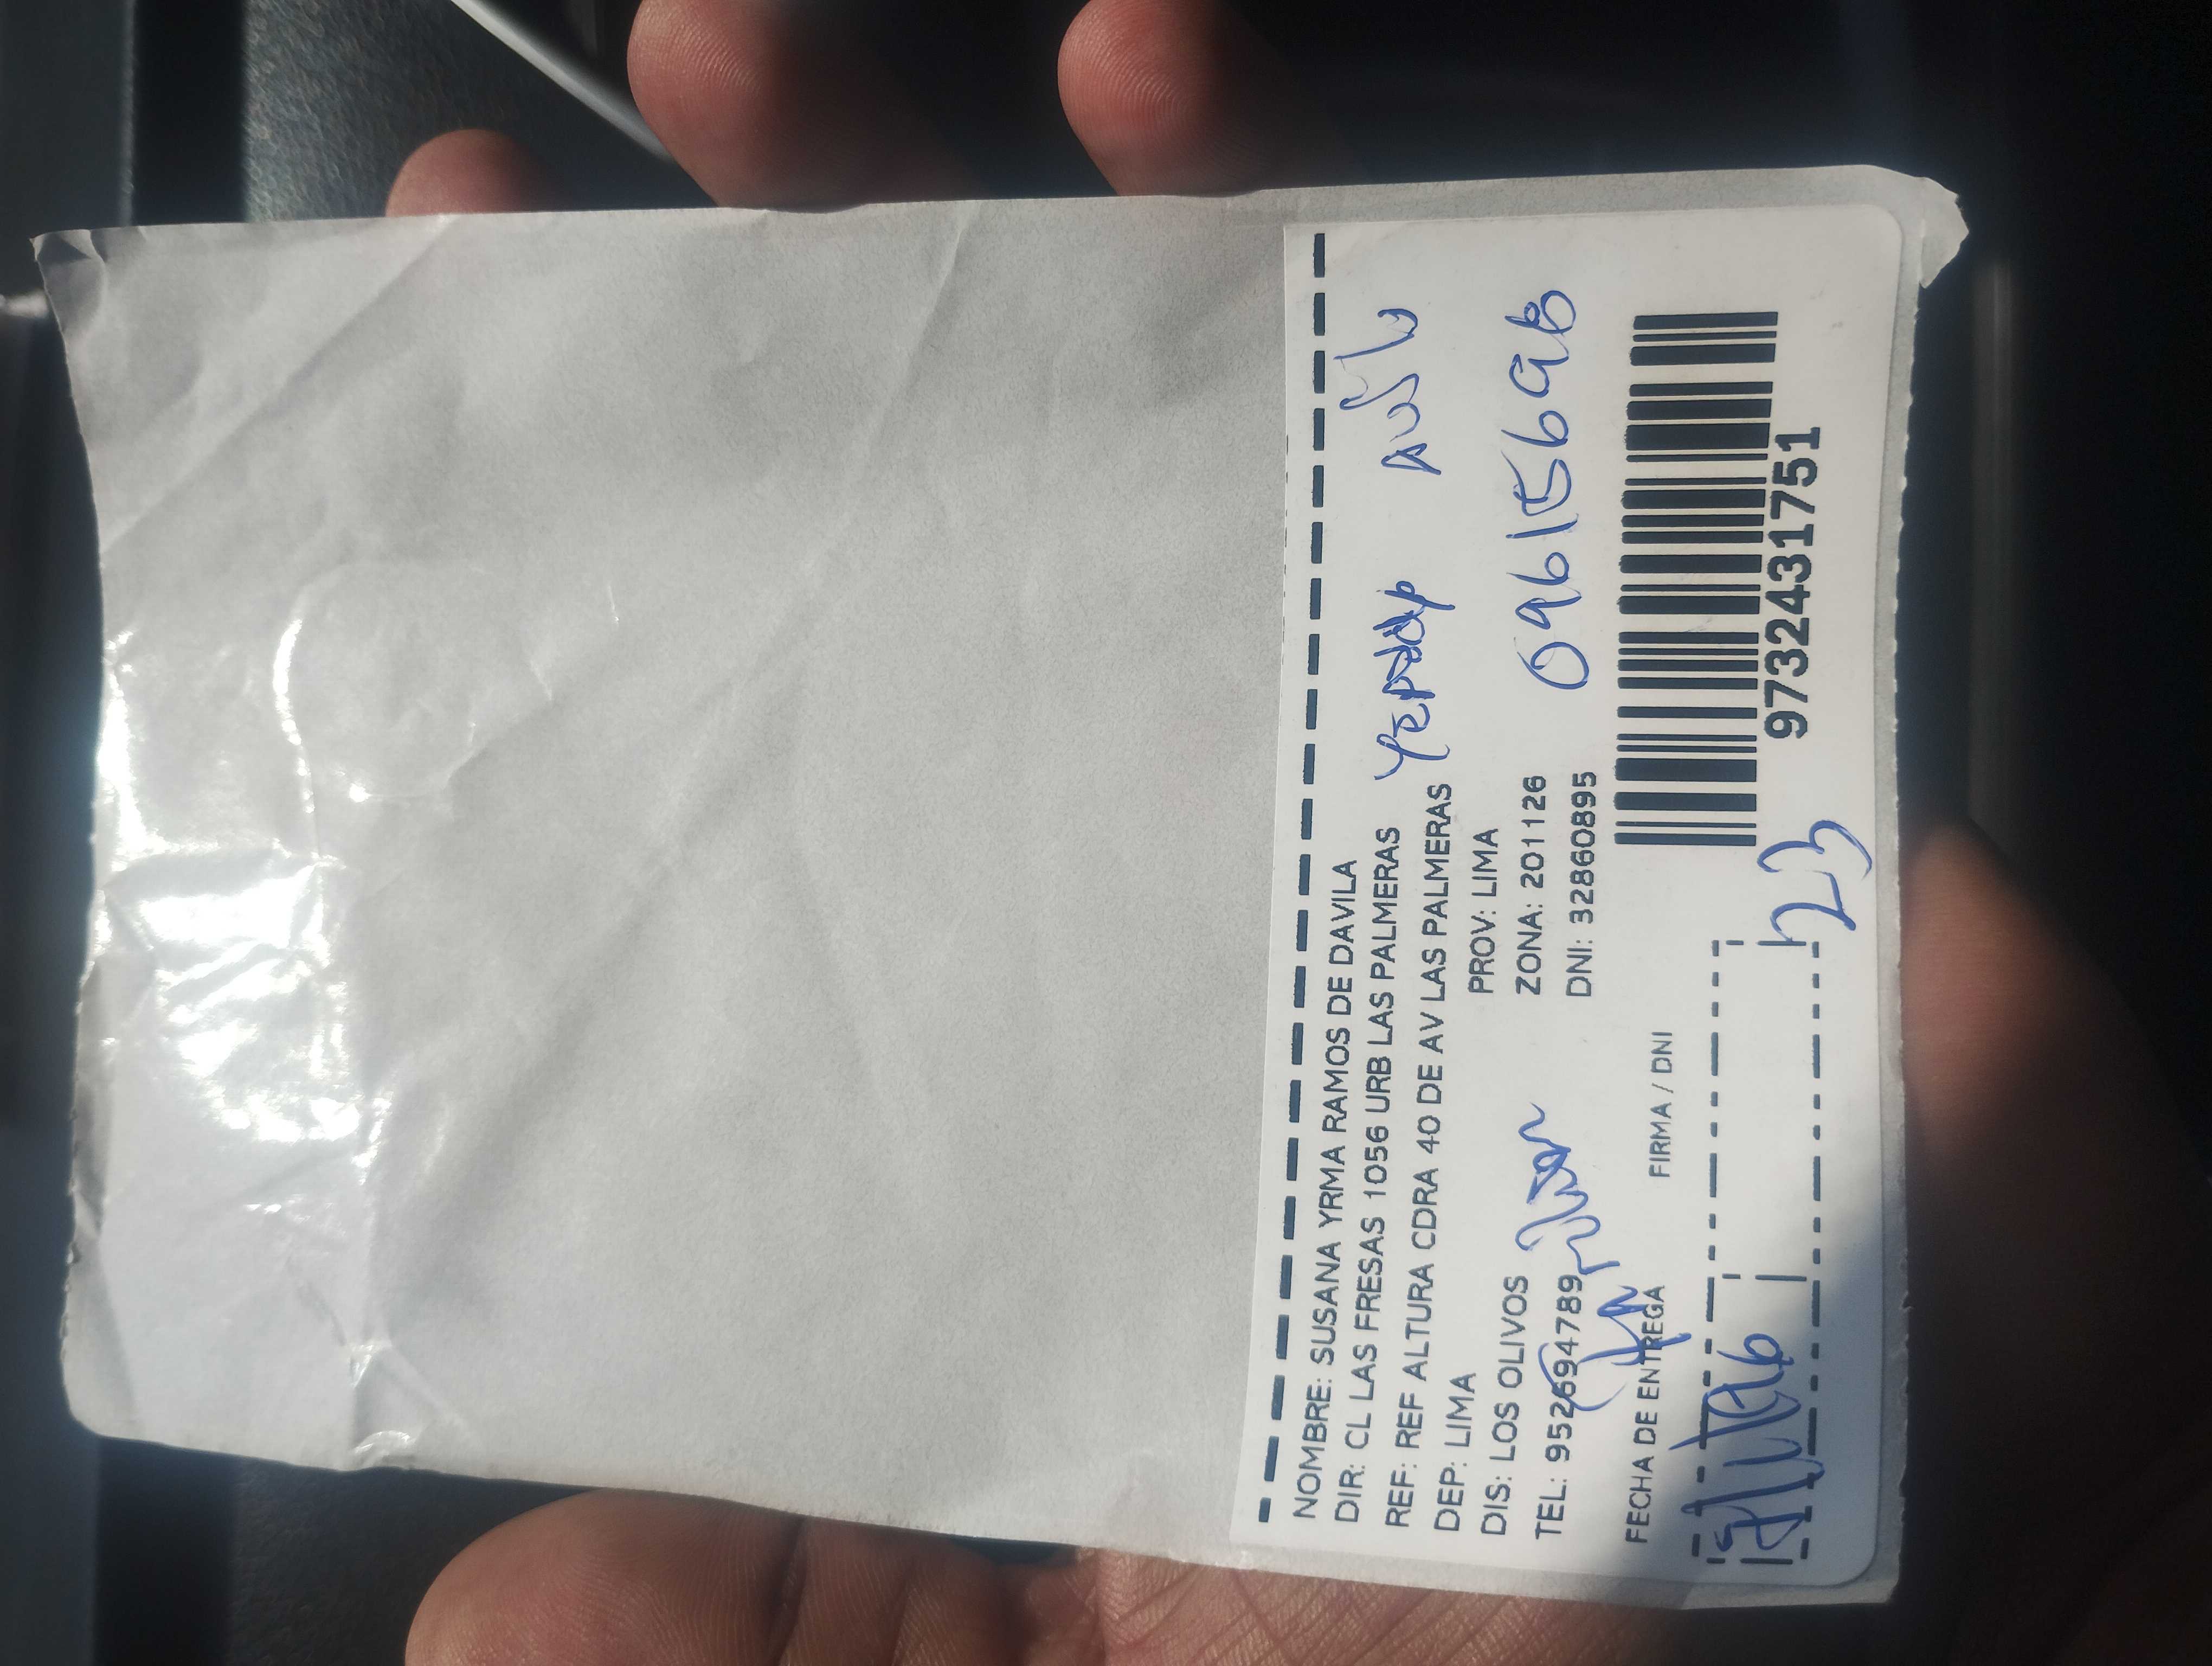 NOMBRE: SUSANA YRMA RAMOS DE DAVILA
DIR: CL LAS FRESAS 1056 URB LAS PALMERAS
REF: REF ALTURA CDRA 40 DE AV LAS PALMERAS
DEP: LIMA PROV: LIMA
DIS: LOS OLIVOS ZONA: 201126
TEL: 952694789 DNI: 32860895
FECHA DE ENTREGA FIRMA / DNI
23
9732431751